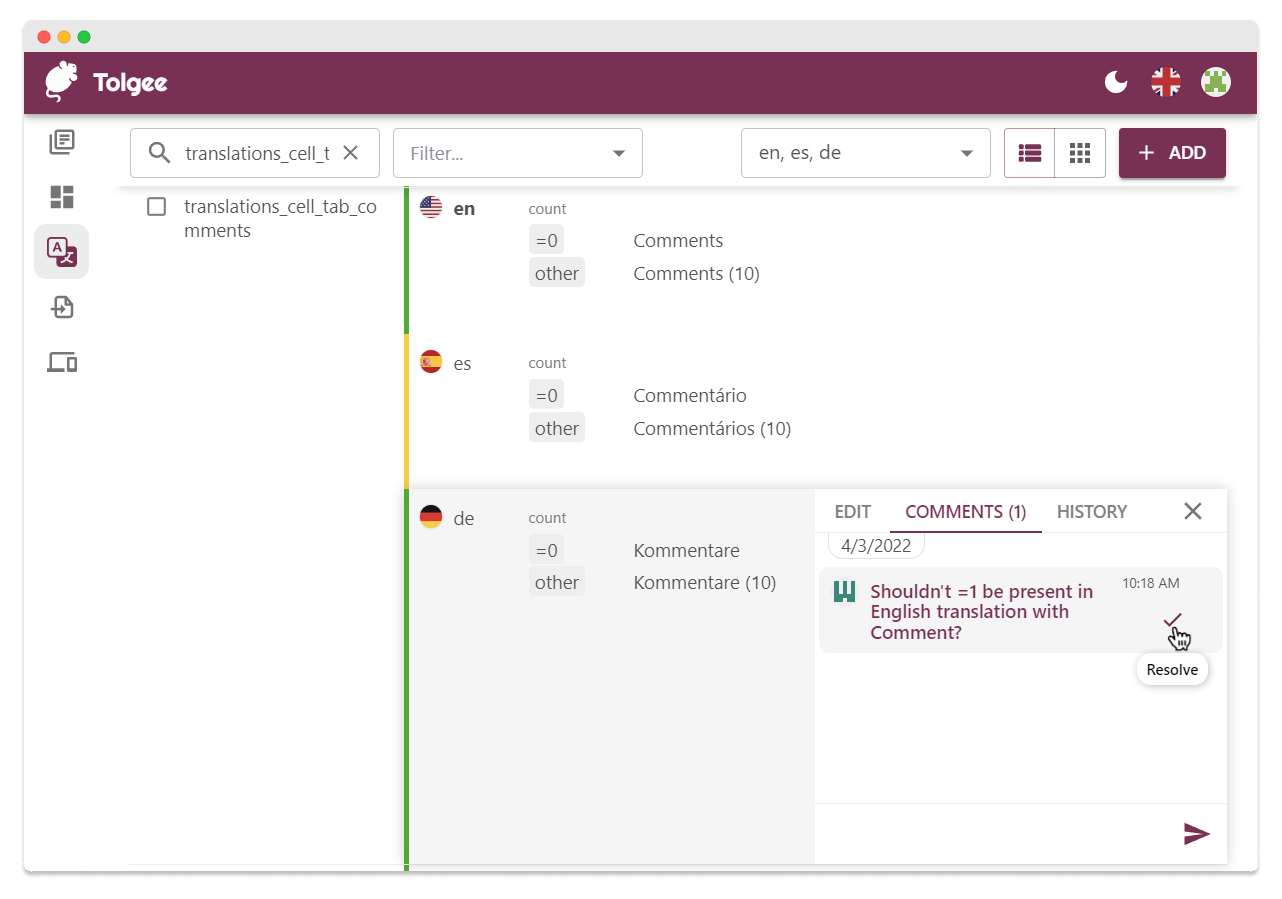 Tolgee
translations_cell_t
Filter...
en, es, de
+ ADD
translations_cell_tab_co
mments
en
count
=0 Comments
other Comments (10)
es
count
=0 Commentário
other Commentários (10)
de
count
=0 Kommentare
other Kommentare (10)
EDIT COMMENTS (1) HISTORY
4/3/2022
Shouldn't =1 be present in
English translation with
Comment?
10:18 AM
Resolve